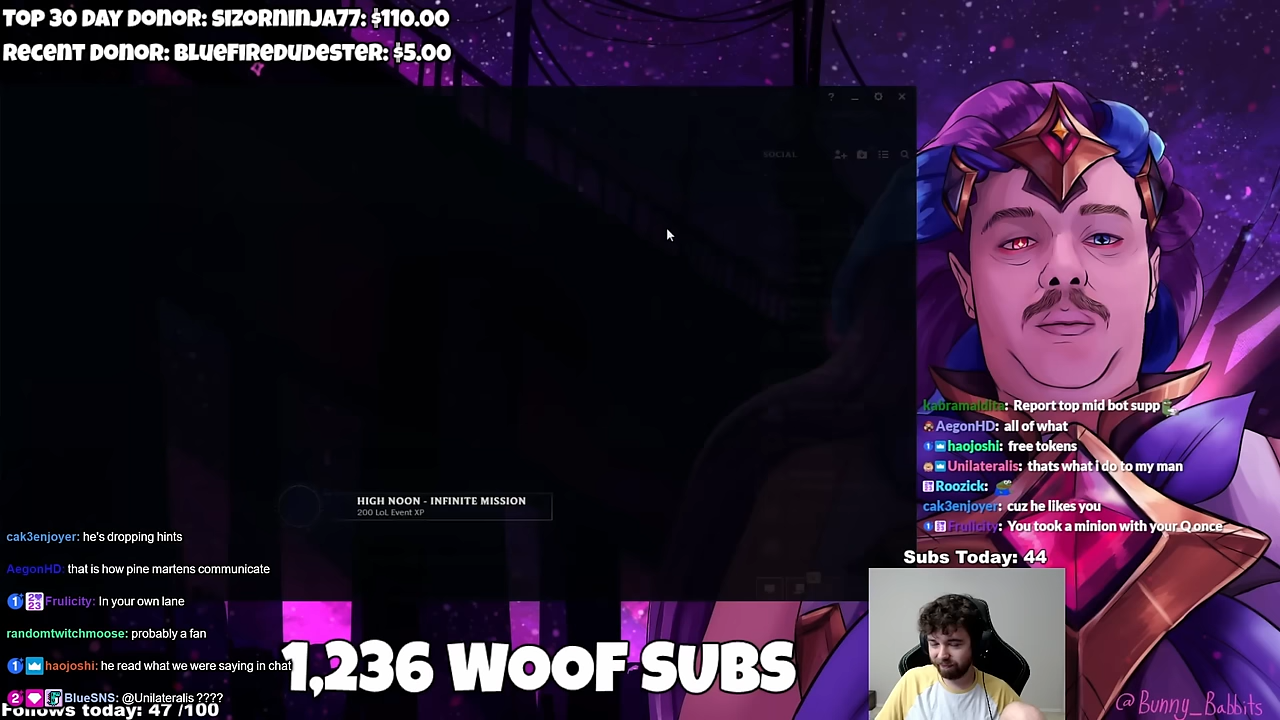 Top 30 Day Donor: Sizorninja77: $110.00
Recent Donor: Bluefiredudester: $5.00
?
SOCIAL
HIGH NOON - INFINITE MISSION
200 LoL Event XP
kabramaldita: Report top mid bot supp
AegonHD: all of what
haojoshi: free tokens
Unilateralis: thats what i do to my man
Roozick:
cak3enjoyer: cuz he likes you
Frulicity: You took a minion with your Q once
Subs Today: 44
cak3enjoyer: he's dropping hints
AegonHD: that is how pine martens communicate
Frulicity: In your own lane
randomtwitchmoose: probably a fan
haojoshi: he read what we were saying in chat
BlueSNS: @Unilateralis ????
Follows today: 47 /100
1,236 WOOF SUBS
@Bunny_Babbits